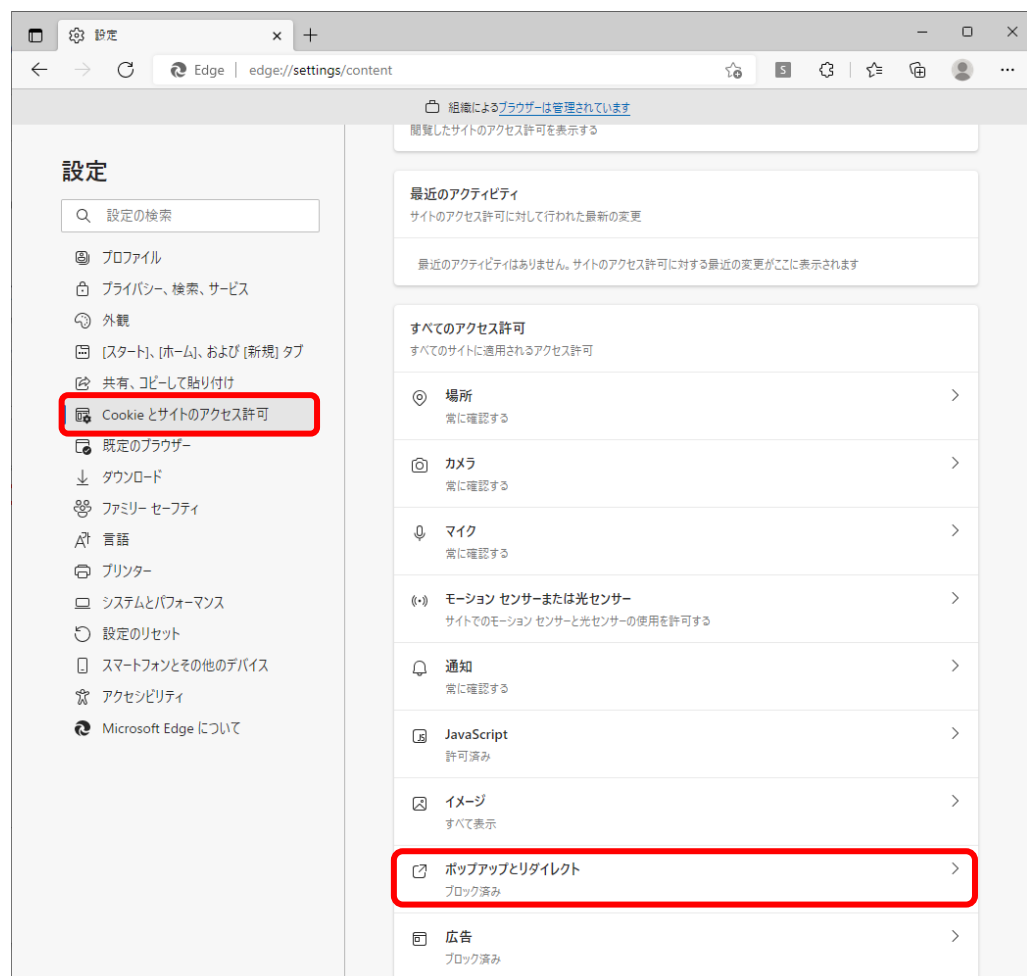 設定
Edge
edge://settings/content
S
組織によるブラウザーは管理されています
設定
設定の検索
プロファイル
プライバシー、検索、サービス
外観
[スタート]、[ホーム]、および [新規] タブ
共有、コピーして貼り付け
Cookie とサイトのアクセス許可
既定のブラウザー
ダウンロード
ファミリー セーフティ
言語
プリンター
システムとパフォーマンス
設定のリセット
スマートフォンとその他のデバイス
アクセシビリティ
Microsoft Edge について
閲覧したサイトのアクセス許可を表示する
最近のアクティビティ
サイトのアクセス許可に対して行われた最新の変更
最近のアクティビティはありません。サイトのアクセス許可に対する最近の変更がここに表示されます
すべてのアクセス許可
すべてのサイトに適用されるアクセス許可
場所
常に確認する
カメラ
常に確認する
マイク
常に確認する
モーション センサーまたは光センサー
サイトでのモーション センサーと光センサーの使用を許可する
通知
常に確認する
JavaScript
許可済み
イメージ
すべて表示
ポップアップとリダイレクト
ブロック済み
広告
ブロック済み